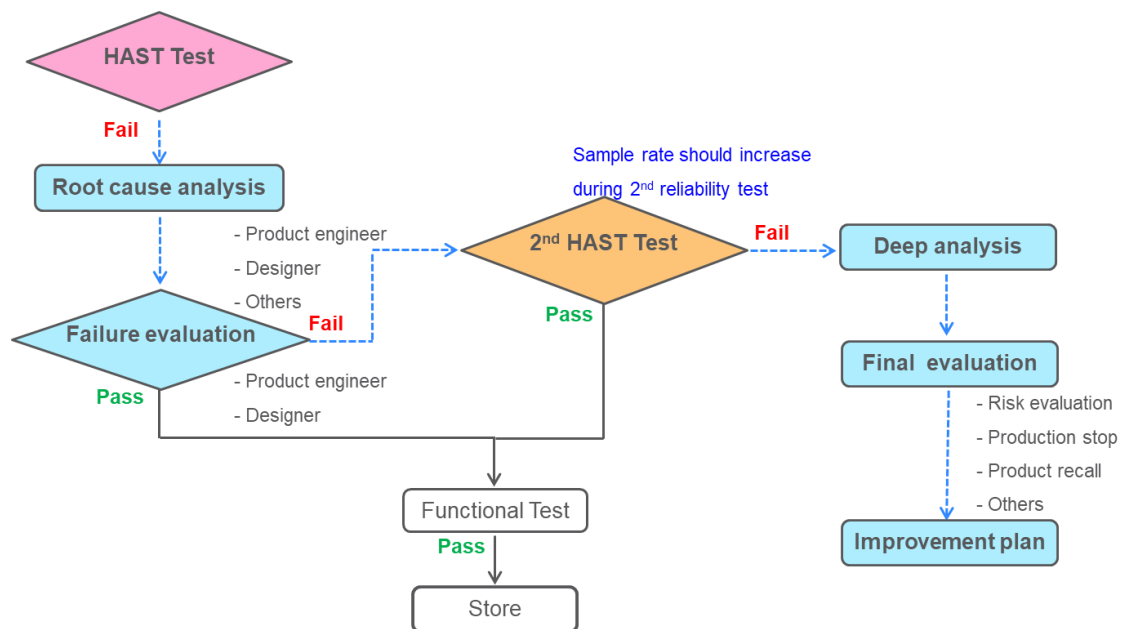 HAST Test
Fail
Root cause analysis
- Product engineer
- Designer
- Others
Failure evaluation
Fail
Pass
- Product engineer
- Designer
Sample rate should increase
during 2nd reliability test
2nd HAST Test
Fail
Pass
Deep analysis
Final evaluation
- Risk evaluation
- Production stop
- Product recall
- Others
Improvement plan
Functional Test
Pass
Store